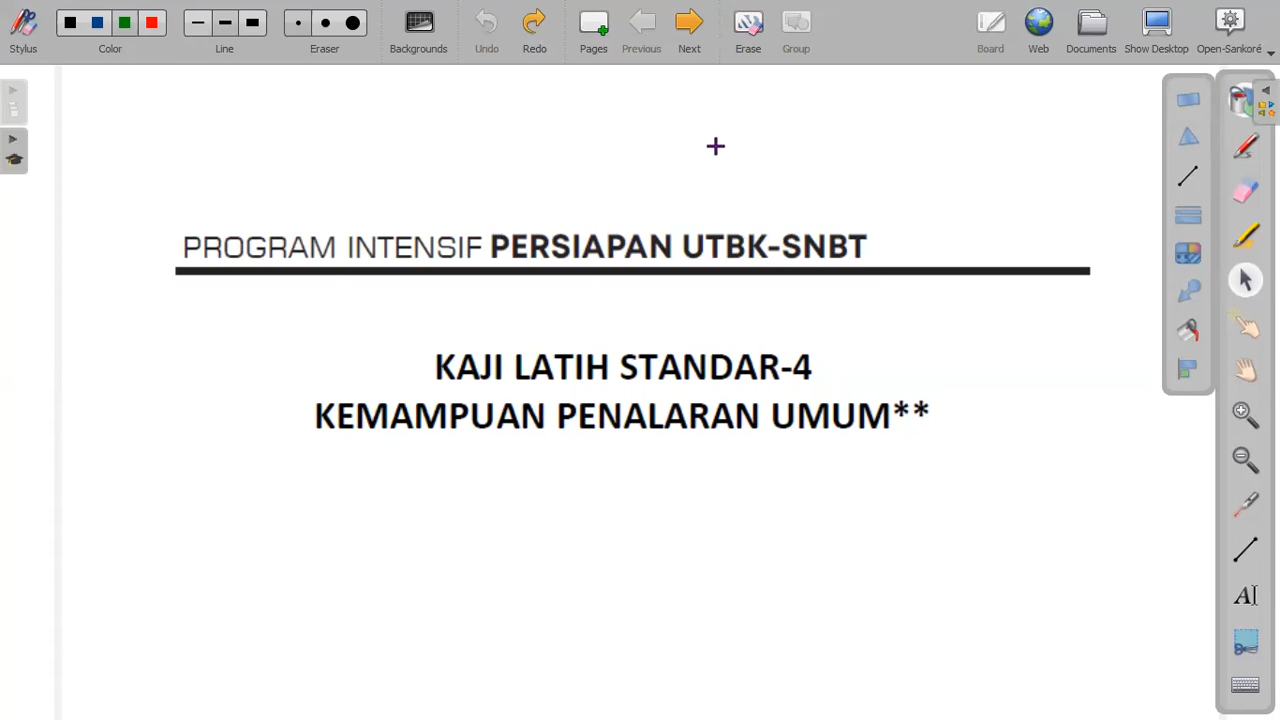 Stylus
Color
Line
Eraser
Backgrounds
Undo
Redo
Pages
Previous
Next
Erase
Group
Board
Web
Documents
Show Desktop
Open-Sankoré
PROGRAM INTENSIF PERSIAPAN UTBK-SNBT
KAJI LATIH STANDAR-4
KEMAMPUAN PENALARAN UMUM**